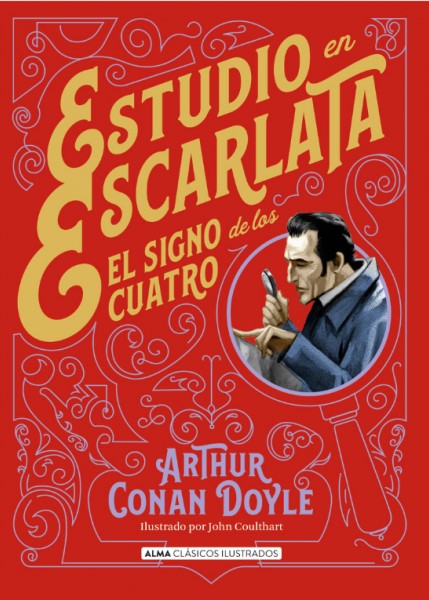 ESTUDIO en
ESCARLATA
EL SIGNO de los
CUATRO
ARTHUR
CONAN DOYLE
Ilustrado por John Coulthart
ALMA CLÁSICOS ILUSTRADOS